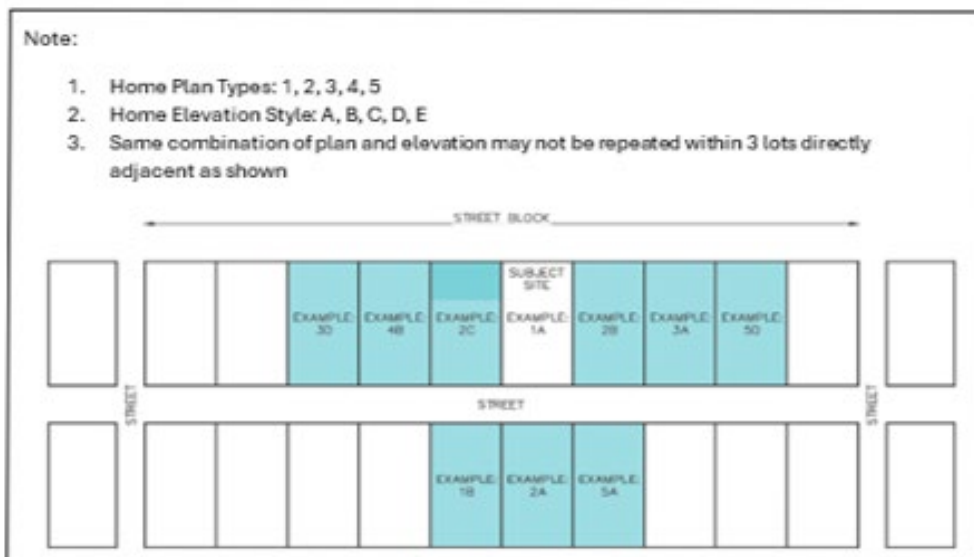 Note:
1. Home Plan Types: 1, 2, 3, 4, 5
2. Home Elevation Style: A, B, C, D, E
3. Same combination of plan and elevation may not be repeated within 3 lots directly
adjacent as shown
STREET BLOCK
SUBJECT
SITE
EXAMPLE:
3D
EXAMPLE:
4B
EXAMPLE:
2C
EXAMPLE:
1A
EXAMPLE:
2B
EXAMPLE:
3A
EXAMPLE:
5D
STREET
STREET
STREET
EXAMPLE:
1B
EXAMPLE:
2A
EXAMPLE:
5A